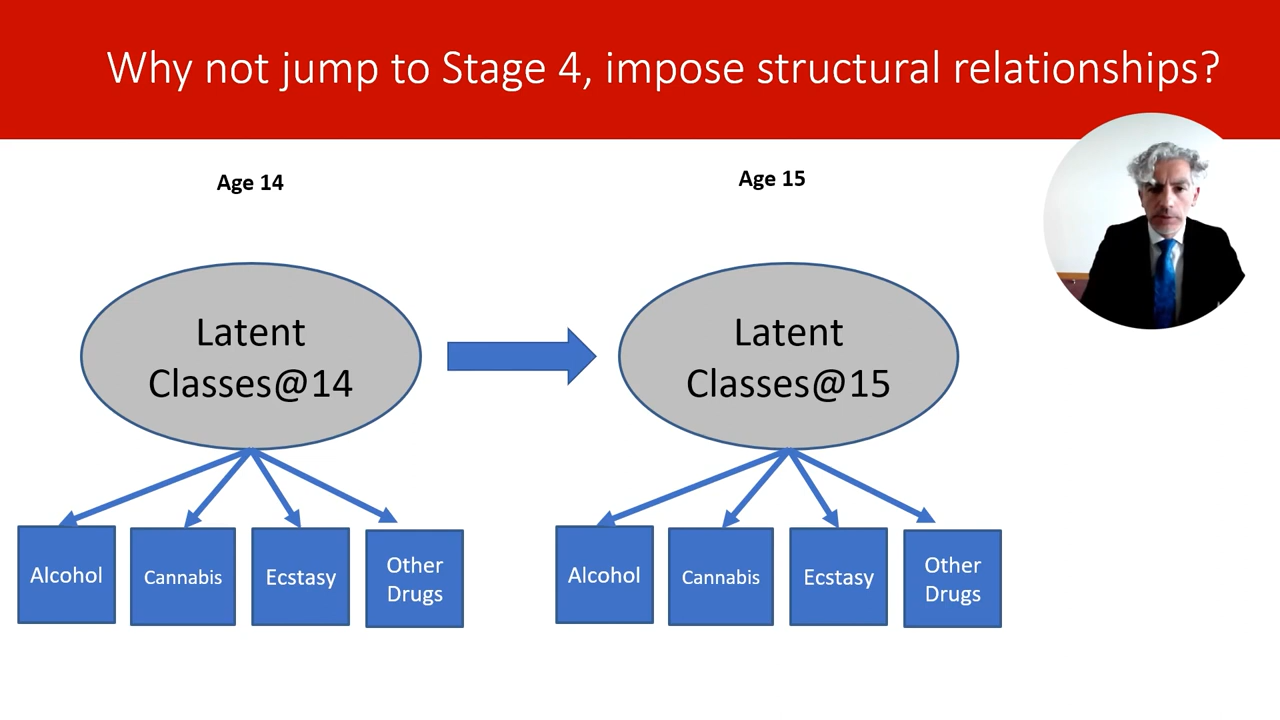 Why not jump to Stage 4, impose structural relationships?
Age 14
Age 15
Latent
Classes@14
Latent
Classes@15
Alcohol
Cannabis
Ecstasy
Other
Drugs
Alcohol
Cannabis
Ecstasy
Other
Drugs